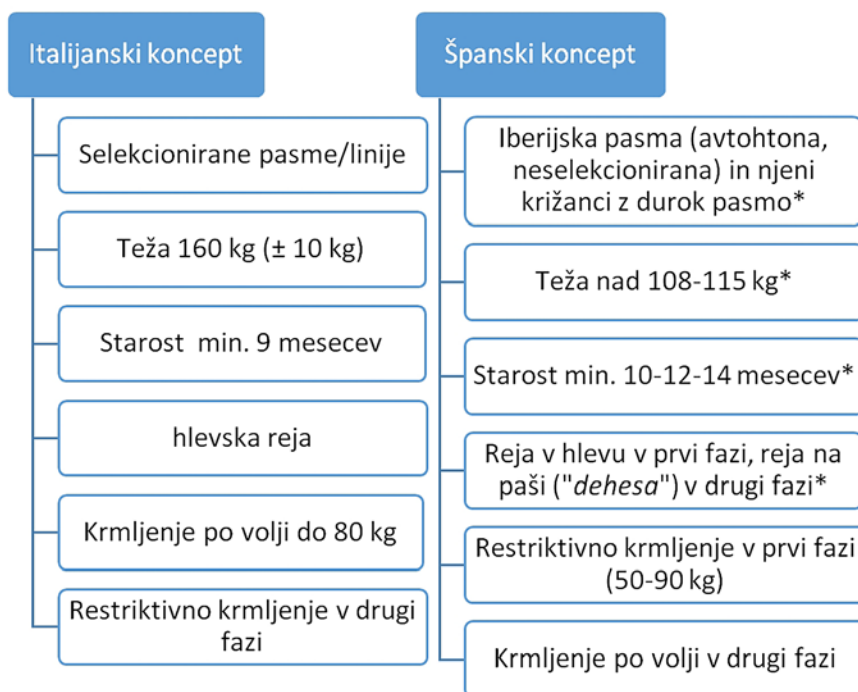 Italijanski koncept
Selekcionirane pasme/linije
Teža 160 kg (± 10 kg)
Starost min. 9 mesecev
hlevska reja
Krmljenje po volji do 80 kg
Restriktivno krmljenje v drugi
fazi
Španski koncept
Iberijska pasma (avtohtona,
neselekcionirana) in njeni
križanci z durok pasmo*
Teža nad 108-115 kg*
Starost min. 10-12-14 mesecev*
Reja v hlevu v prvi fazi, reja na
paši ("dehesa") v drugi fazi*
Restriktivno krmljenje v prvi fazi
(50-90 kg)
Krmljenje po volji v drugi fazi